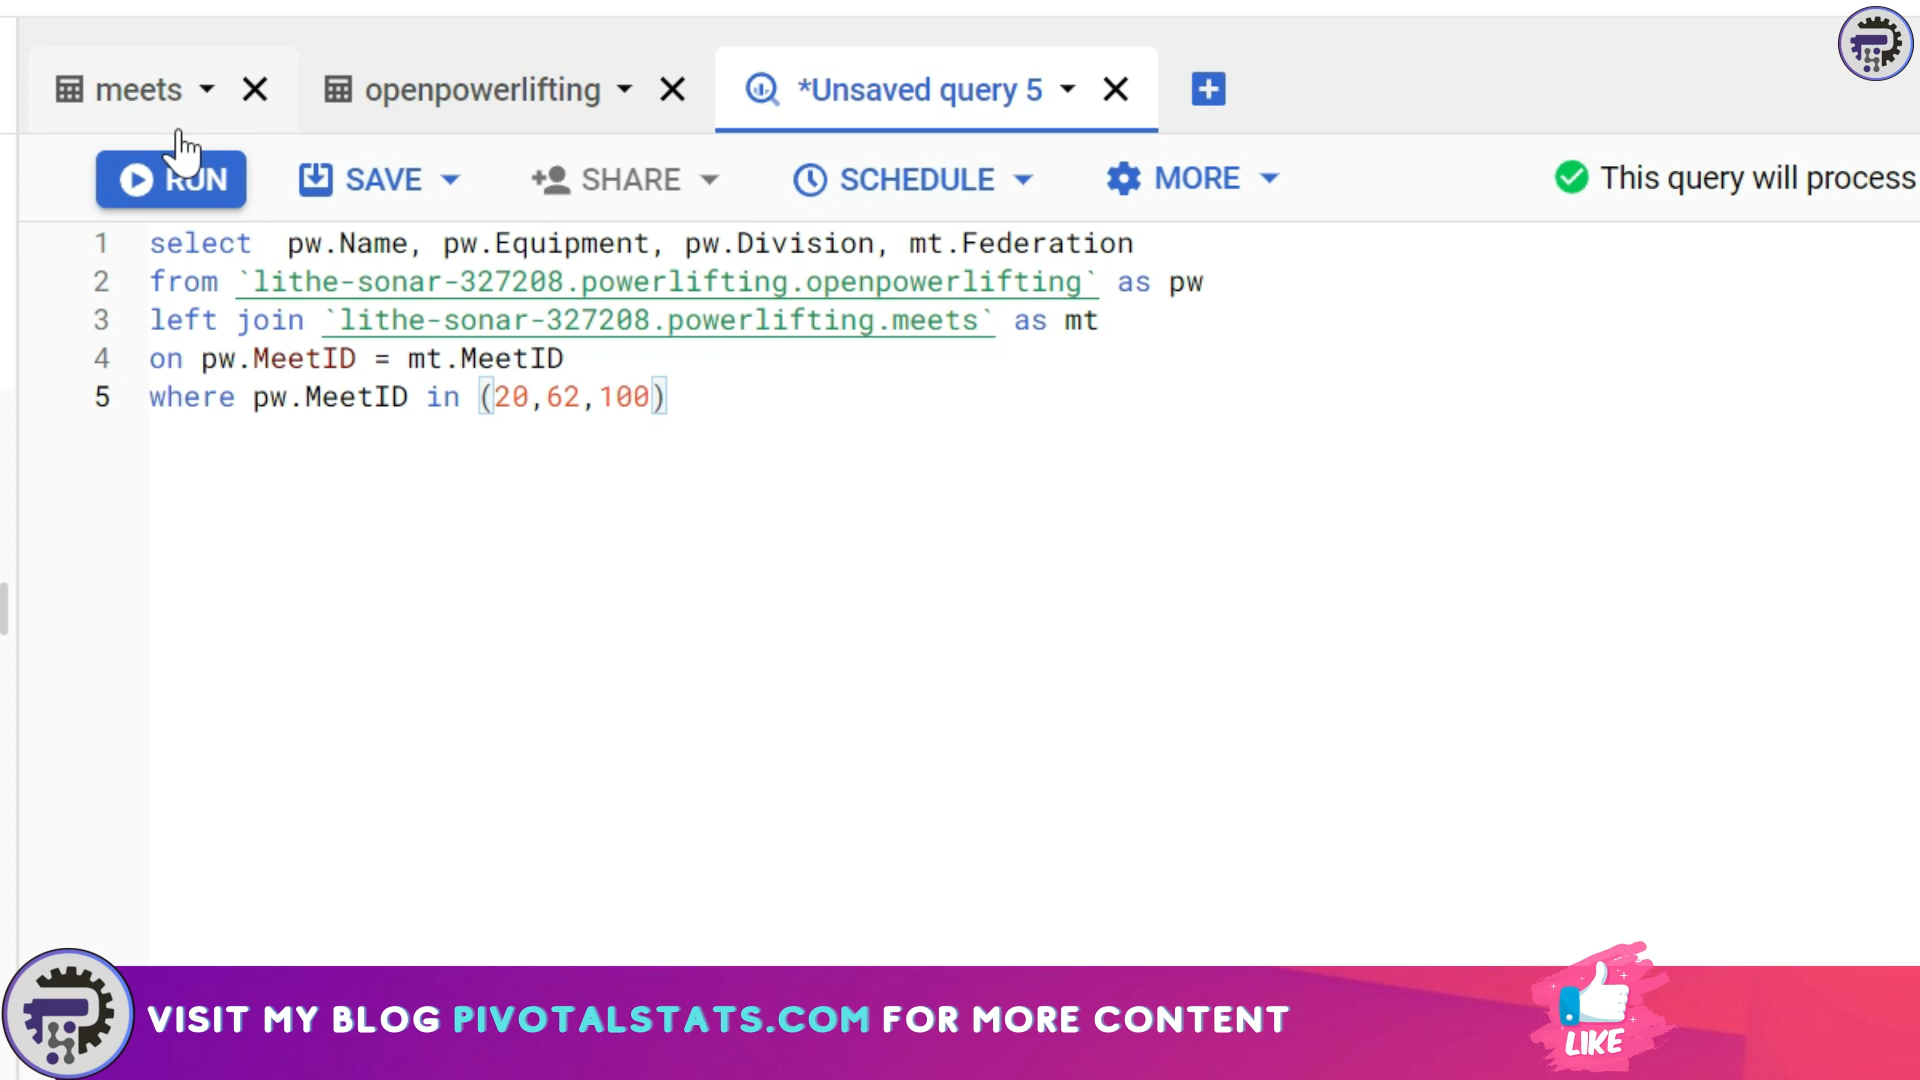 meets openpowerlifting *Unsaved query 5
RUN SAVE SHARE SCHEDULE MORE This query will process
1 select  pw.Name, pw.Equipment, pw.Division, mt.Federation
2 from `lithe-sonar-327208.powerlifting.openpowerlifting` as pw
3 left join `lithe-sonar-327208.powerlifting.meets` as mt
4 on pw.MeetID = mt.MeetID
5 where pw.MeetID in (20,62,100)
VISIT MY BLOG PIVOTALSTATS.COM FOR MORE CONTENT
LIKE